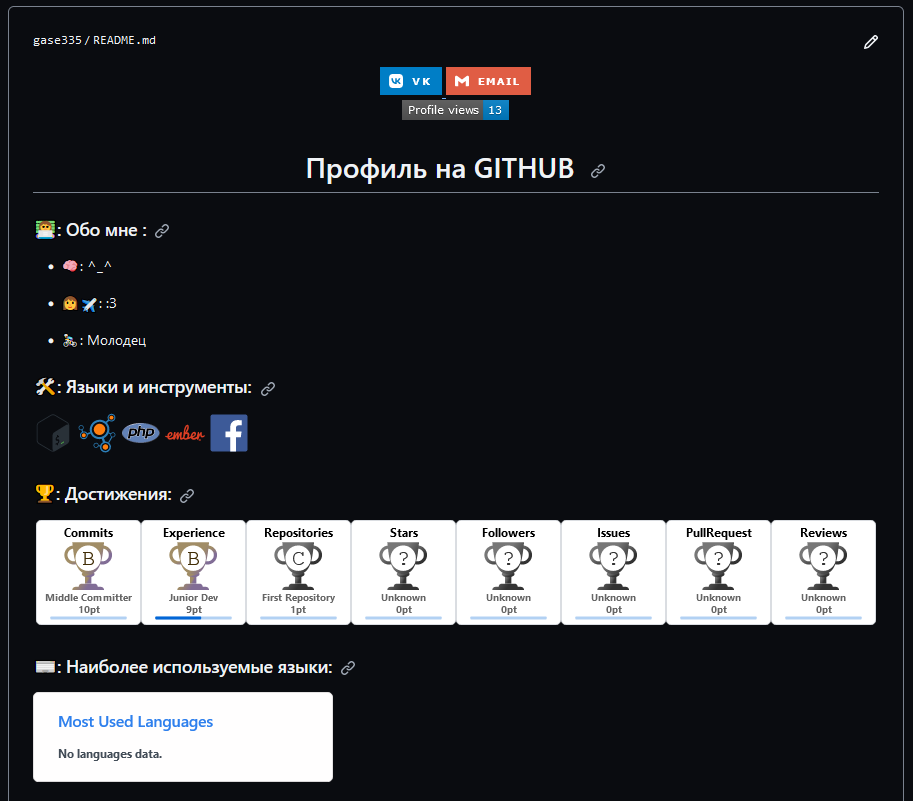 gase335 / README.md
VK EMAIL
Profile views 13
Профиль на GITHUB
: Обо мне :
: ^_^
: :3
: Молодец
: Языки и инструменты:
php ember
: Достижения:
Commits Experience Repositories Stars Followers Issues PullRequest Reviews
B B C ? ? ? ? ?
Middle Committer Junior Dev First Repository Unknown Unknown Unknown Unknown Unknown
10pt 9pt 1pt 0pt 0pt 0pt 0pt 0pt
: Наиболее используемые языки:
Most Used Languages
No languages data.